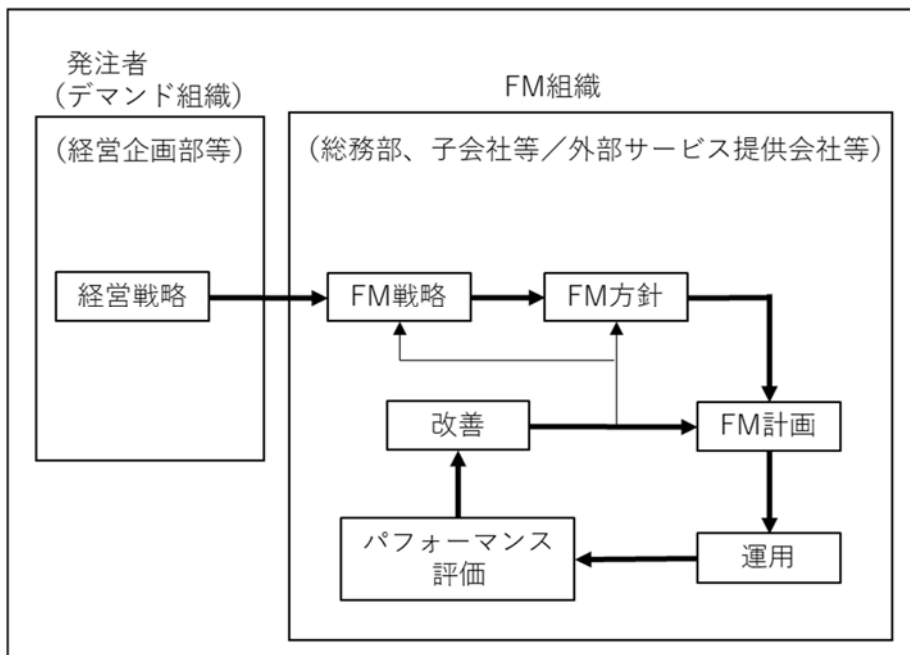 発注者
(デマンド組織)
FM組織
(経営企画部等)
(総務部、子会社等／外部サービス提供会社等)
経営戦略
FM戦略
FM方針
改善
FM計画
パフォーマンス
評価
運用